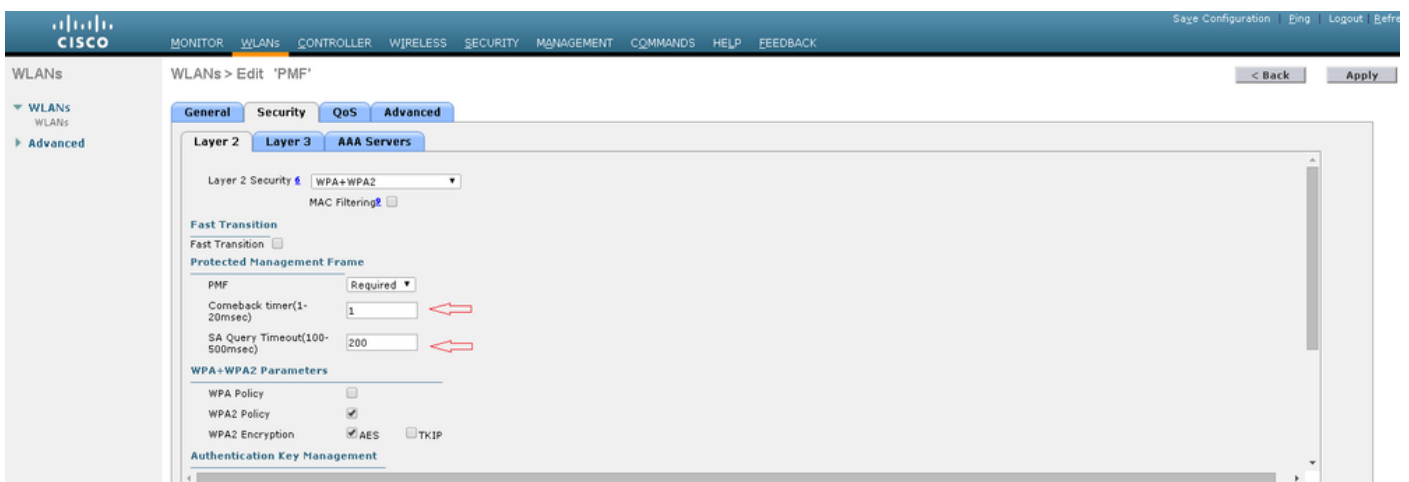 Save Configuration | Ping | Logout | Refre
CISCO
MONITOR WLANs CONTROLLER WIRELESS SECURITY MANAGEMENT COMMANDS HELP FEEDBACK
WLANs
WLANs > Edit 'PMF'
< Back
Apply
WLANs
WLANs
Advanced
General Security QoS Advanced
Layer 2 Layer 3 AAA Servers
Layer 2 Security 6 WPA+WPA2
MAC Filtering9
Fast Transition
Fast Transition
Protected Management Frame
PMF Required
Comeback timer(1-
20msec)
1
SA Query Timeout(100-
500msec)
200
WPA+WPA2 Parameters
WPA Policy
WPA2 Policy
WPA2 Encryption AES TKIP
Authentication Key Management